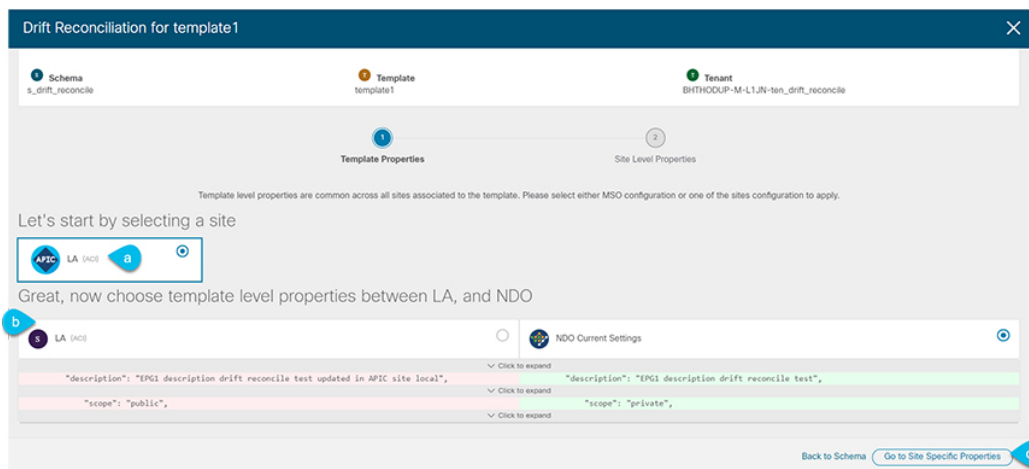 Drift Reconciliation for template1
S Schema
s_drift_reconcile
T Template
template1
T Tenant
BHTHODUP-M-L1JN-ten_drift_reconcile
1
Template Properties
2
Site Level Properties
Template level properties are common across all sites associated to the template. Please select either MSO configuration or one of the sites configuration to apply.
Let's start by selecting a site
APIC LA (ACI) a
Great, now choose template level properties between LA, and NDO
b
S LA (ACI)
NDO Current Settings
Click to expand
"description": "EPG1 description drift reconcile test updated in APIC site local", "description": "EPG1 description drift reconcile test",
Click to expand
"scope": "public", "scope": "private",
Click to expand
Back to Schema Go to Site Specific Properties